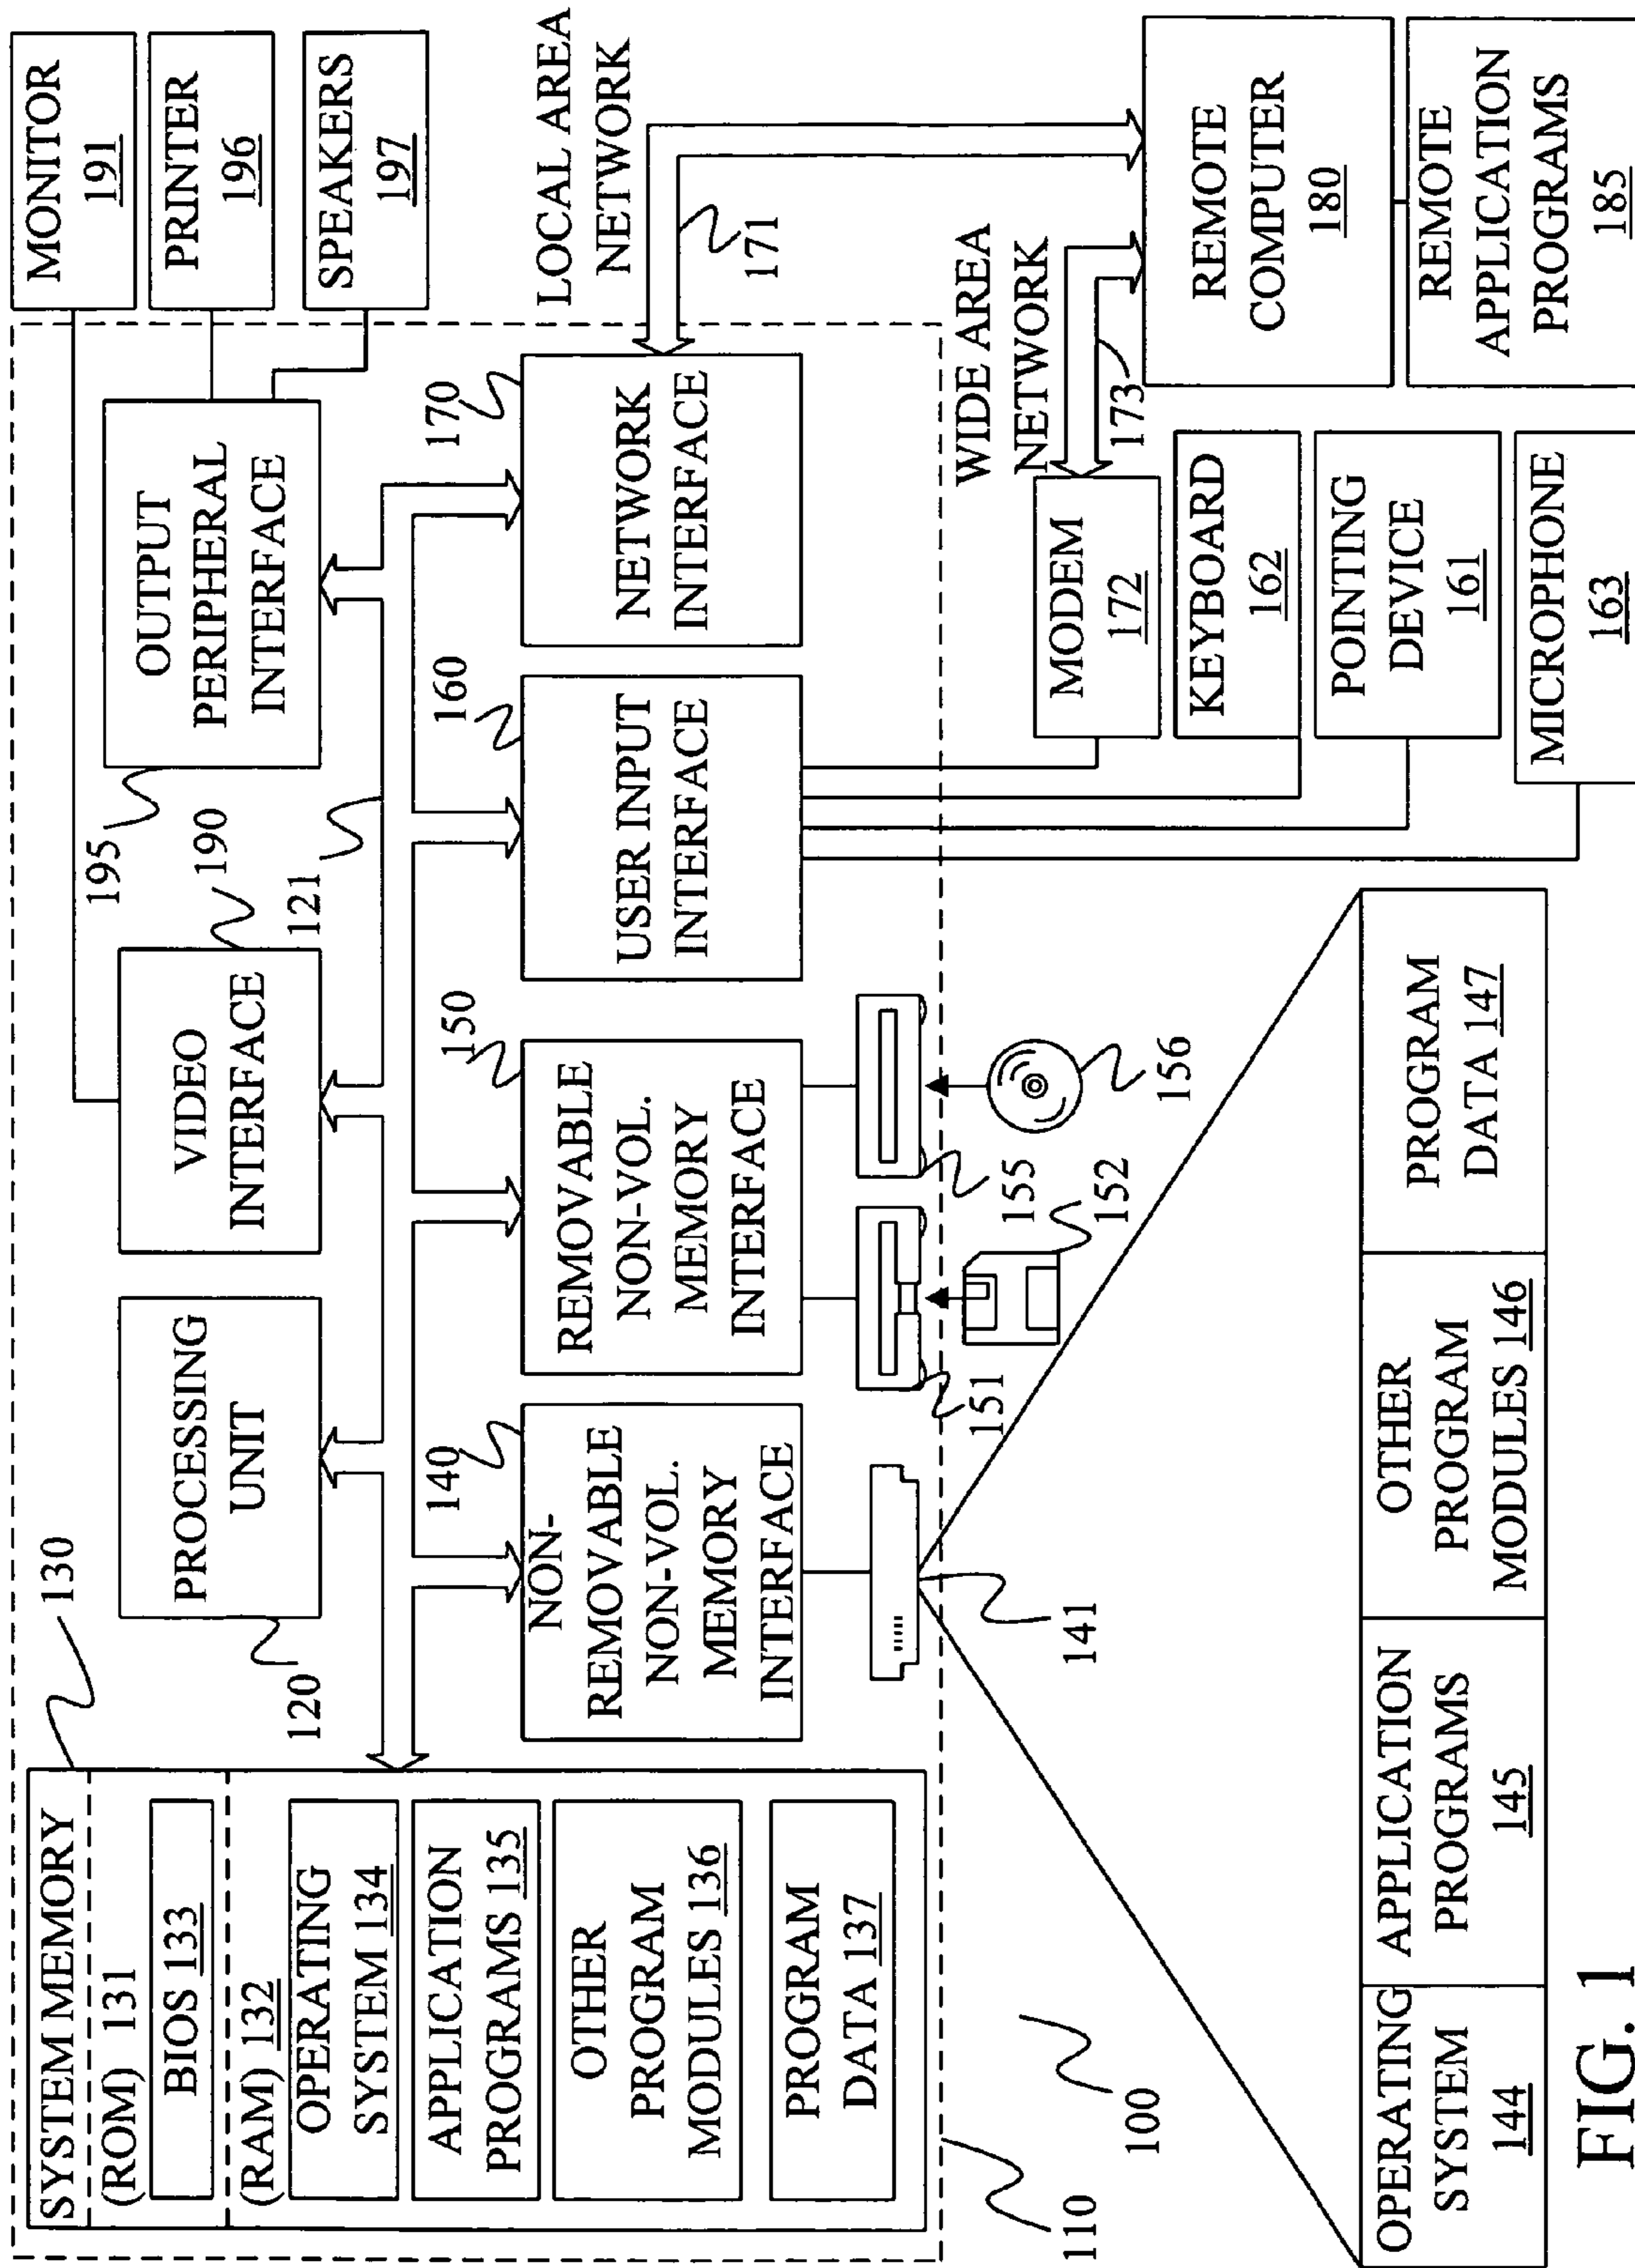 SYSTEM MEMORY
(ROM) 131
BIOS 133
(RAM) 132
OPERATING
SYSTEM 134
APPLICATION
PROGRAMS 135
OTHER
PROGRAM
MODULES 136
PROGRAM
DATA 137
130
PROCESSING
UNIT
120
VIDEO
INTERFACE
190
121
OUTPUT
PERIPHERAL
INTERFACE
195
MONITOR
191
PRINTER
196
SPEAKERS
197
140
NON-
REMOVABLE
NON-VOL.
MEMORY
INTERFACE
150
REMOVABLE
NON-VOL.
MEMORY
INTERFACE
160
USER INPUT
INTERFACE
170
NETWORK
INTERFACE
LOCAL AREA
NETWORK
171
141
151
152
155
156
WIDE AREA
NETWORK
173
MODEM
172
KEYBOARD
162
POINTING
DEVICE
161
MICROPHONE
163
REMOTE
COMPUTER
180
REMOTE
APPLICATION
PROGRAMS
185
110
100
OPERATING
SYSTEM
144
APPLICATION
PROGRAMS
145
OTHER
PROGRAM
MODULES 146
PROGRAM
DATA 147
FIG. 1